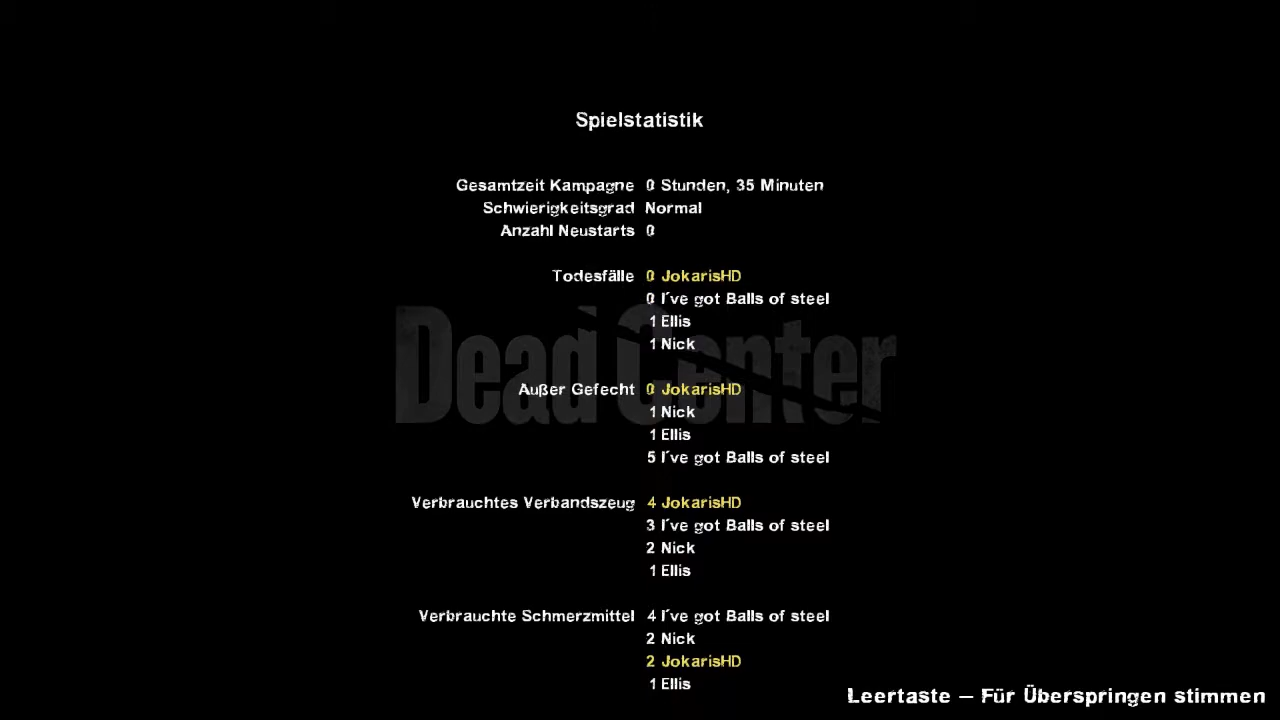 Spielstatistik
Gesamtzeit Kampagne 0 Stunden, 35 Minuten
Schwierigkeitsgrad Normal
Anzahl Neustarts 0
Todesfälle 0 JokarisHD
0 I´ve got Balls of steel
1 Ellis
1 Nick
Dead Center
Außer Gefecht 0 JokarisHD
1 Nick
1 Ellis
5 I´ve got Balls of steel
Verbrauchtes Verbandszeug 4 JokarisHD
3 I´ve got Balls of steel
2 Nick
1 Ellis
Verbrauchte Schmerzmittel 4 I´ve got Balls of steel
2 Nick
2 JokarisHD
1 Ellis
Leertaste – Für Überspringen stimmen